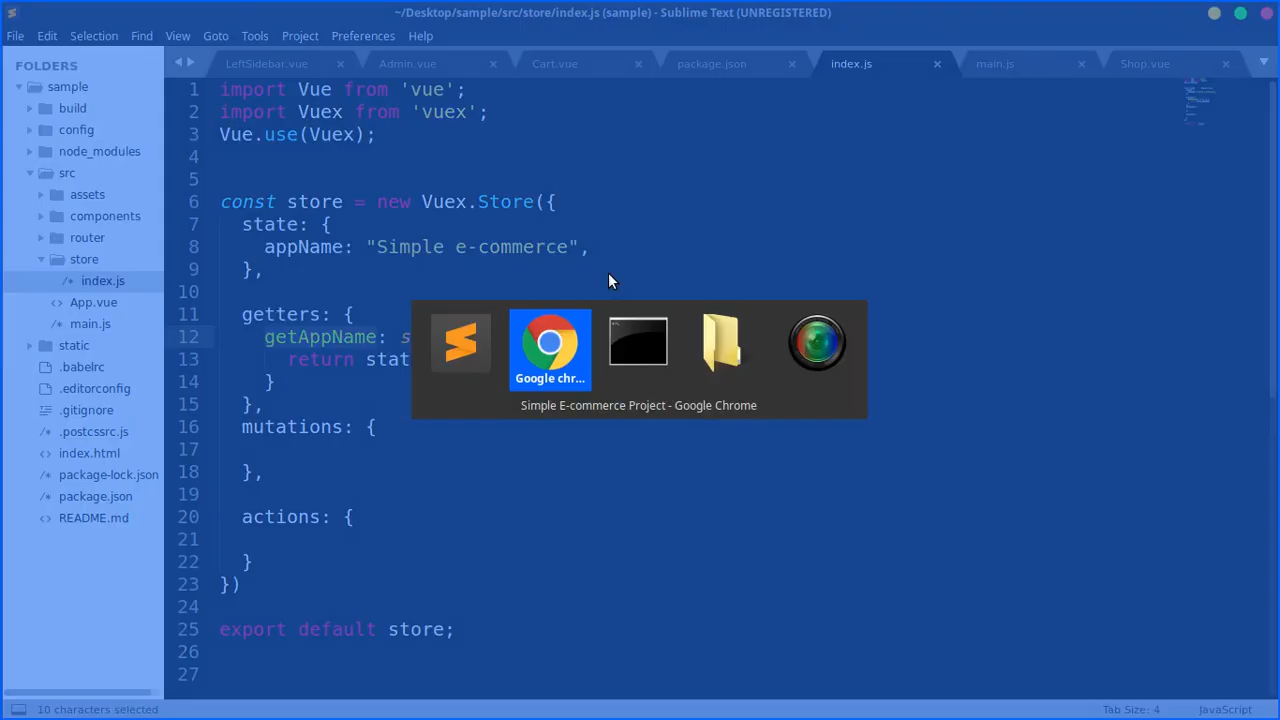 ~/Desktop/sample/src/store/index.js (sample) - Sublime Text (UNREGISTERED)
File Edit Selection Find View Goto Tools Project Preferences Help
FOLDERS
sample
build
config
node_modules
src
assets
components
router
store
index.js
App.vue
main.js
static
.babelrc
.editorconfig
.gitignore
.postcssrc.js
index.html
package-lock.json
package.json
README.md
LeftSidebar.vue Admin.vue Cart.vue package.json index.js main.js Shop.vue
1 import Vue from 'vue';
2 import Vuex from 'vuex';
3 Vue.use(Vuex);
4
5
6 const store = new Vuex.Store({
7 state: {
8 appName: "Simple e-commerce",
9 },
10
11 getters: {
12 getAppName: s
13 return stat
14 }
15 },
16 mutations: {
17
18 },
19
20 actions: {
21
22 }
23 })
24
25 export default store;
26
27
Google chr...
Simple E-commerce Project - Google Chrome
10 characters selected
Tab Size: 4
JavaScript